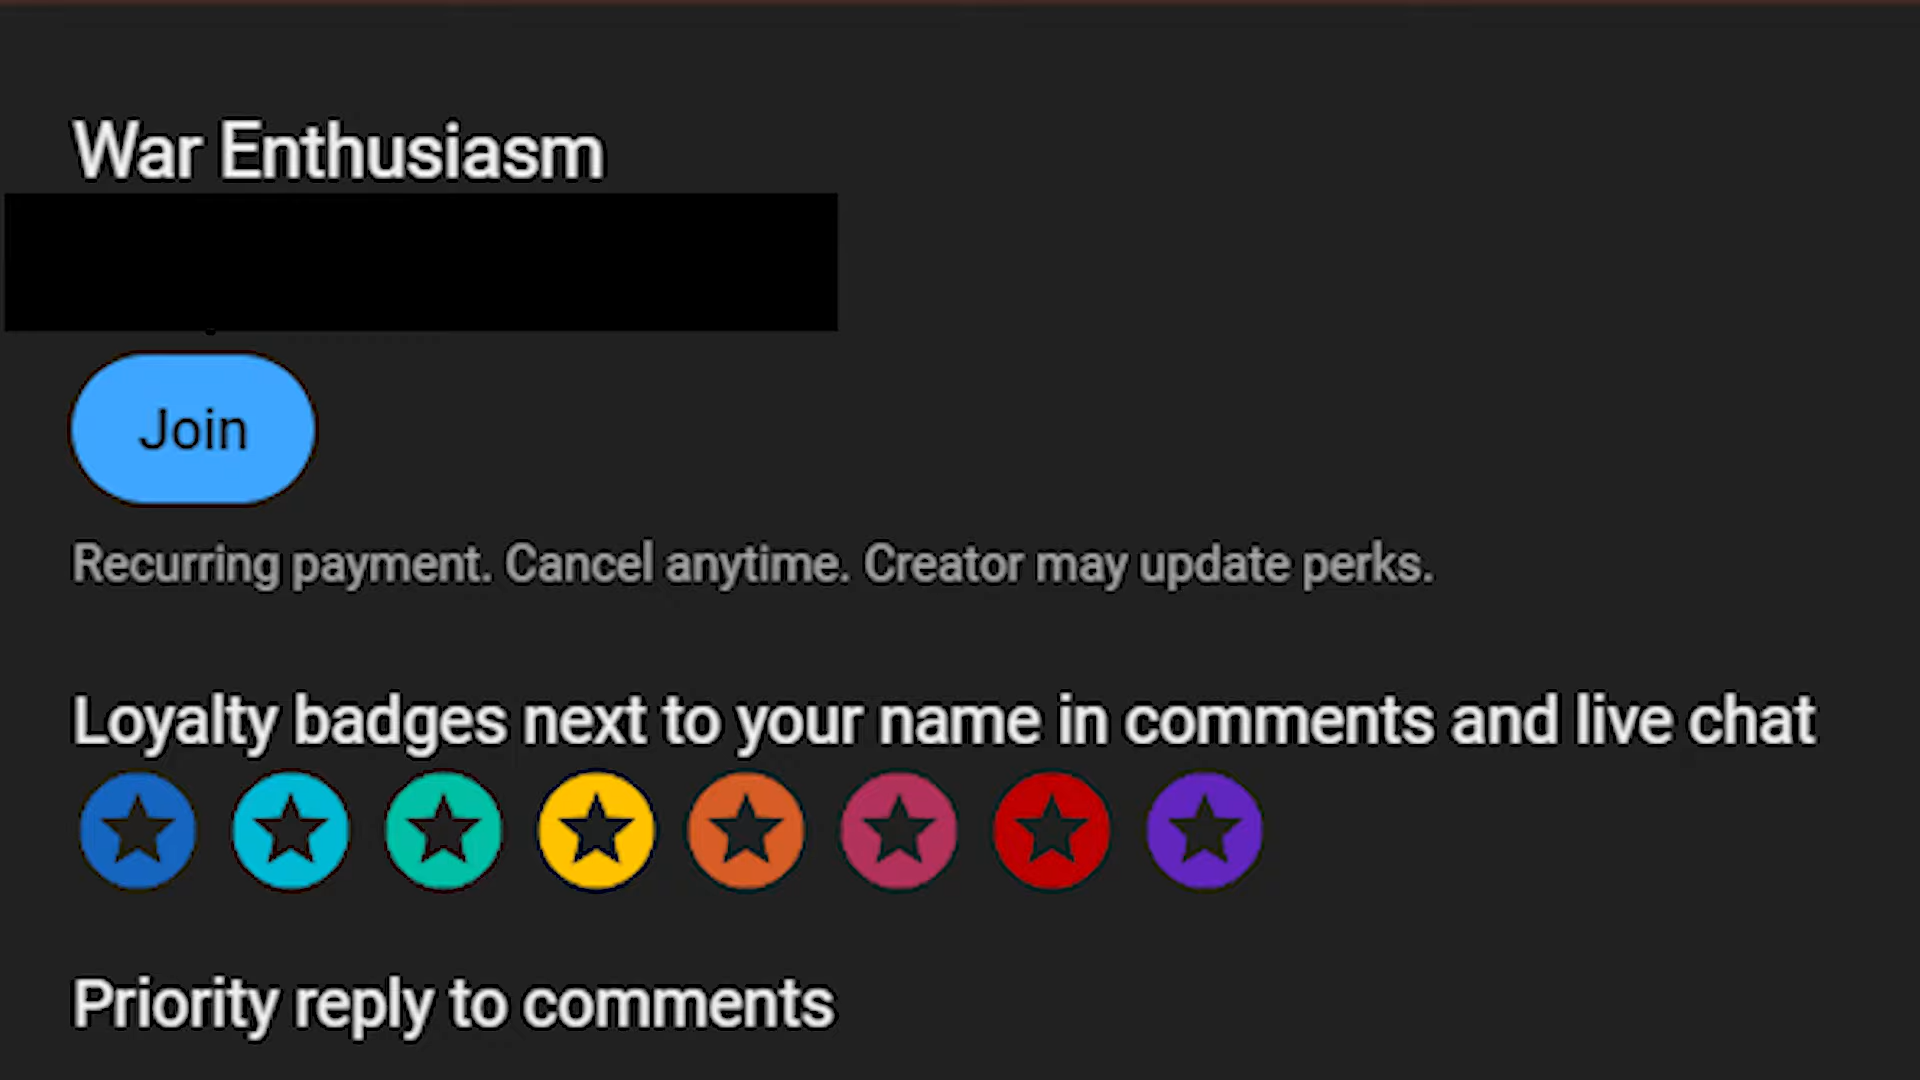 War Enthusiasm
Join
Recurring payment. Cancel anytime. Creator may update perks.
Loyalty badges next to your name in comments and live chat
Priority reply to comments